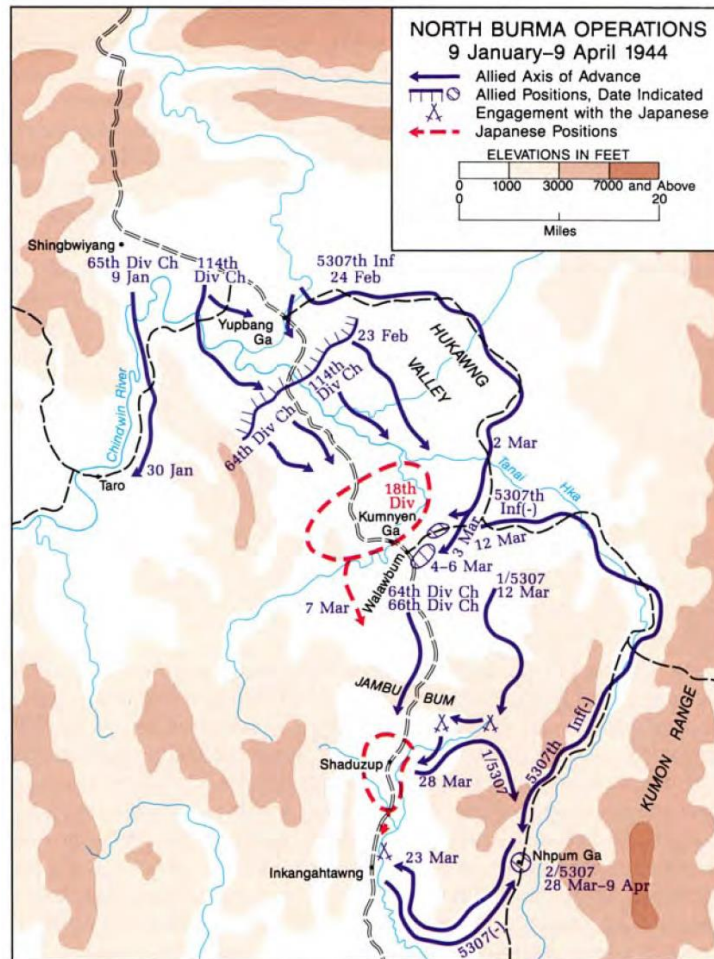 NORTH BURMA OPERATIONS
9 January–9 April 1944
Allied Axis of Advance
Allied Positions, Date Indicated
Engagement with the Japanese
Japanese Positions
ELEVATIONS IN FEET
0 1000 3000 7000 and Above
0 20
Miles
Shingbwiyang
65th Div Ch
9 Jan
114th
Div Ch
5307th Inf
24 Feb
Yupbang
Ga
23 Feb
HUKAWNG
VALLEY
114th
Div Ch
64th Div Ch
Chindwin River
30 Jan
Taro
2 Mar
Tanai Hka
18th
Div
Kumnyen
Ga
5307th
Inf(-)
3 Mar
12 Mar
Walawbum
4–6 Mar
7 Mar
64th Div Ch
66th Div Ch
1/5307
12 Mar
JAMBU BUM
Shaduzup
28 Mar
1/5307
5307th Inf(-)
KUMON RANGE
23 Mar
Inkangahtawng
Nhpum Ga
2/5307
28 Mar–9 Apr
5307(-)